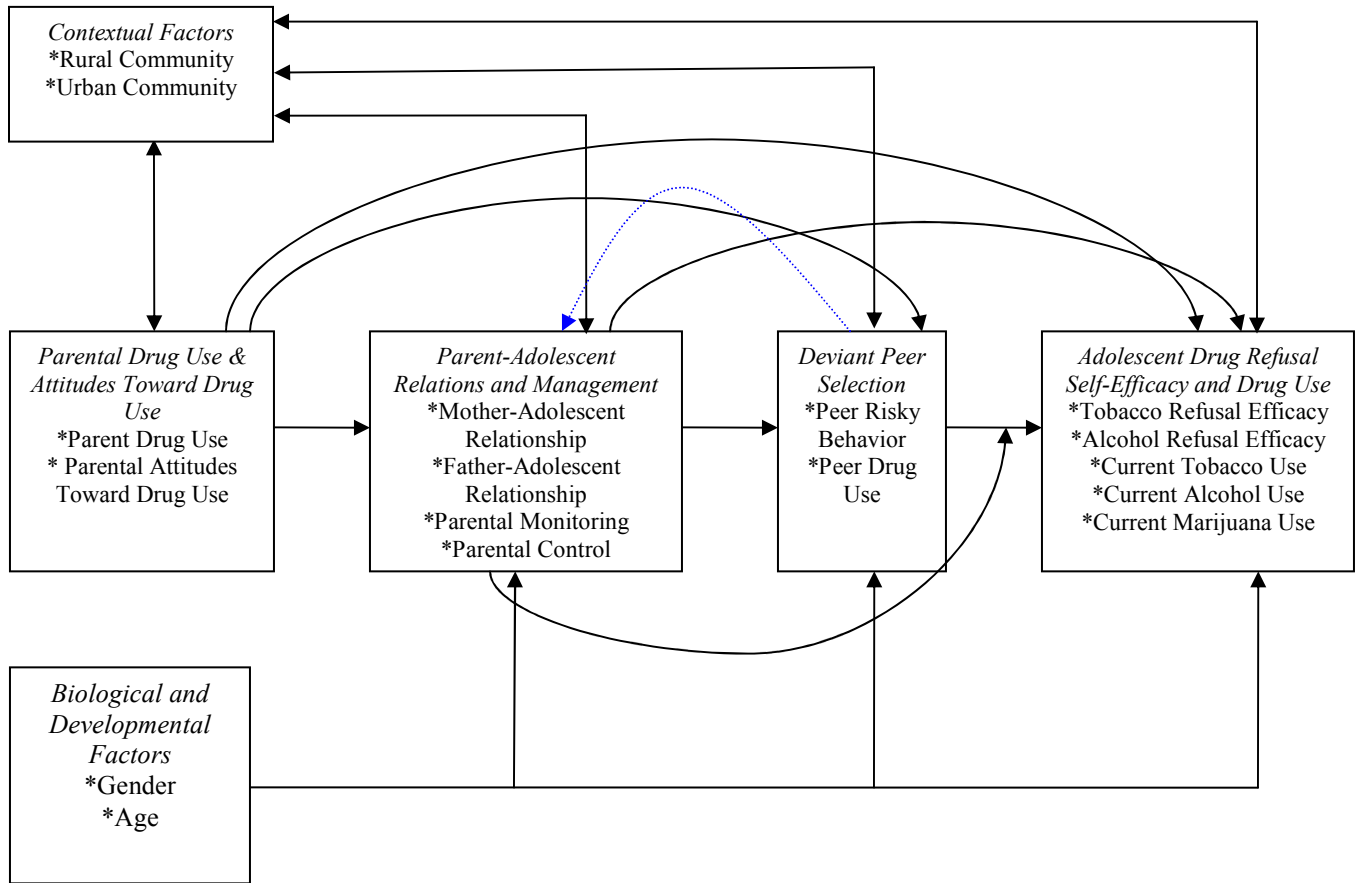 Contextual Factors
*Rural Community
*Urban Community
Parental Drug Use &
Attitudes Toward Drug
Use
*Parent Drug Use
* Parental Attitudes
Toward Drug Use
Parent-Adolescent
Relations and Management
*Mother-Adolescent
Relationship
*Father-Adolescent
Relationship
*Parental Monitoring
*Parental Control
Deviant Peer
Selection
*Peer Risky
Behavior
*Peer Drug
Use
Adolescent Drug Refusal
Self-Efficacy and Drug Use
*Tobacco Refusal Efficacy
*Alcohol Refusal Efficacy
*Current Tobacco Use
*Current Alcohol Use
*Current Marijuana Use
Biological and
Developmental
Factors
*Gender
*Age